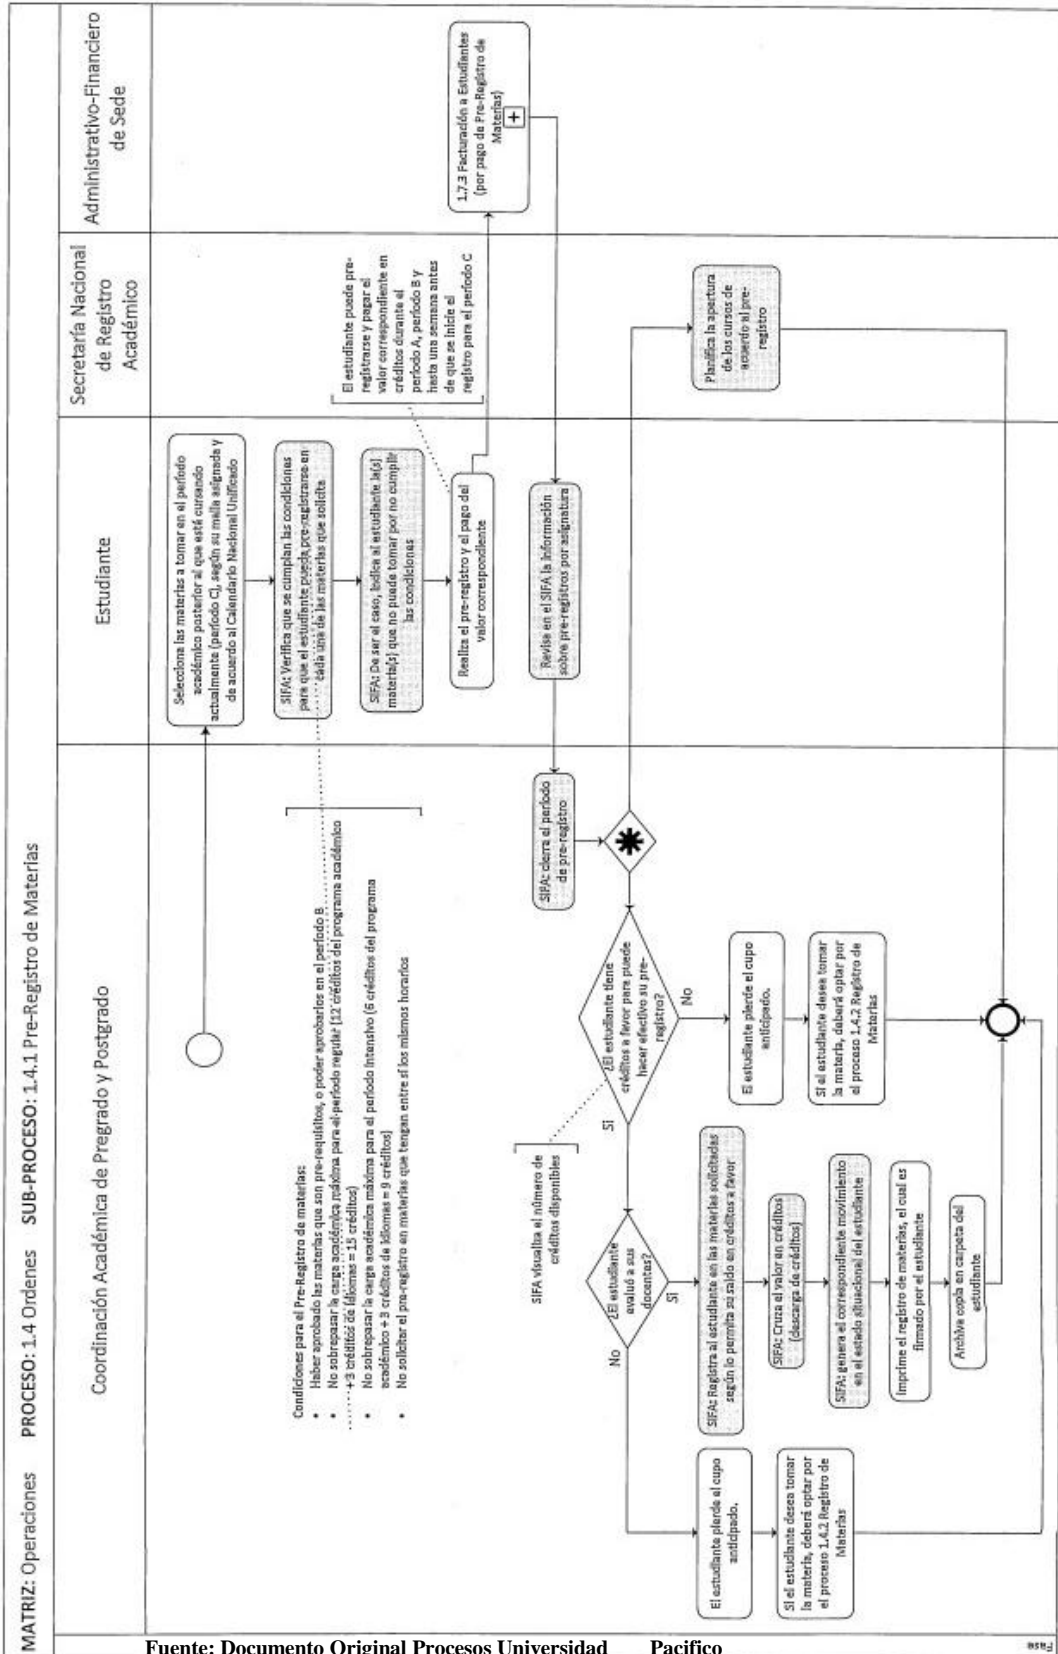 MATRIZ: Operaciones PROCESO: 1.4 Ordenes SUB-PROCESO: 1.4.1 Pre-Registro de Materias
Coordinación Académica de Pregrado y Postgrado
Estudiante
Secretaría Nacional
de Registro
Académico
Administrativo-Financiero
de Sede
Selecciona las materias a tomar en el período
académico posterior al que está cursando
actualmente (período C), según su malla asignada y
de acuerdo al Calendario Nacional Unificado
SIFA: Verifica que se cumplan las condiciones
para que el estudiante pueda pre-registrarse en
cada una de las materias que solicita
Condiciones para el Pre-Registro de materias:
• Haber aprobado las materias que son pre-requisitos, o poder aprobarlos en el período B
• No sobrepasar la carga académica máxima para el período regular (12 créditos del programa académico
+ 3 créditos de idiomas = 15 créditos)
• No sobrepasar la carga académica máxima para el período intensivo (6 créditos del programa
académico + 3 créditos de idiomas = 9 créditos)
• No solicitar el pre-registro en materias que tengan entre sí los mismos horarios
SIFA: De ser el caso, indica al estudiante la(s)
materia(s) que no puede tomar por no cumplir
las condiciones
Realiza el pre-registro y el pago del
valor correspondiente
El estudiante puede pre-
registrarse y pagar el
valor correspondiente en
créditos durante el
período A, período B y
hasta una semana antes
de que se inicie el
registro para el período C
1.7.3 Facturación a Estudiantes
(por pago de Pre-Registro de
Materias)
+
Revisa en el SIFA la información
sobre pre-registros por asignatura
SIFA: cierra el período
de pre-registro
Planifica la apertura
de los cursos de
acuerdo al pre-
registro
¿El estudiante tiene
créditos a favor para puede
hacer efectivo su pre-
registro?
SIFA visualiza el número de
créditos disponibles
No
El estudiante pierde el cupo
anticipado.
Si el estudiante desea tomar
la materia, deberá optar por
el proceso 1.4.2 Registro de
Materias
Si
¿El estudiante
evaluó a sus
docentes?
Si
SIFA: Registra al estudiante en las materias solicitadas
según lo permita su saldo en créditos a favor
SIFA: Cruza el valor en créditos
(descarga de créditos)
SIFA: genera el correspondiente movimiento
en el estado situacional del estudiante
Imprime el registro de materias, el cual es
firmado por el estudiante
Archiva copia en carpeta del
estudiante
No
El estudiante pierde el cupo
anticipado.
Si el estudiante desea tomar
la materia, deberá optar por
el proceso 1.4.2 Registro de
Materias
Fase
Fuente: Documento Original Procesos Universidad Pacifico